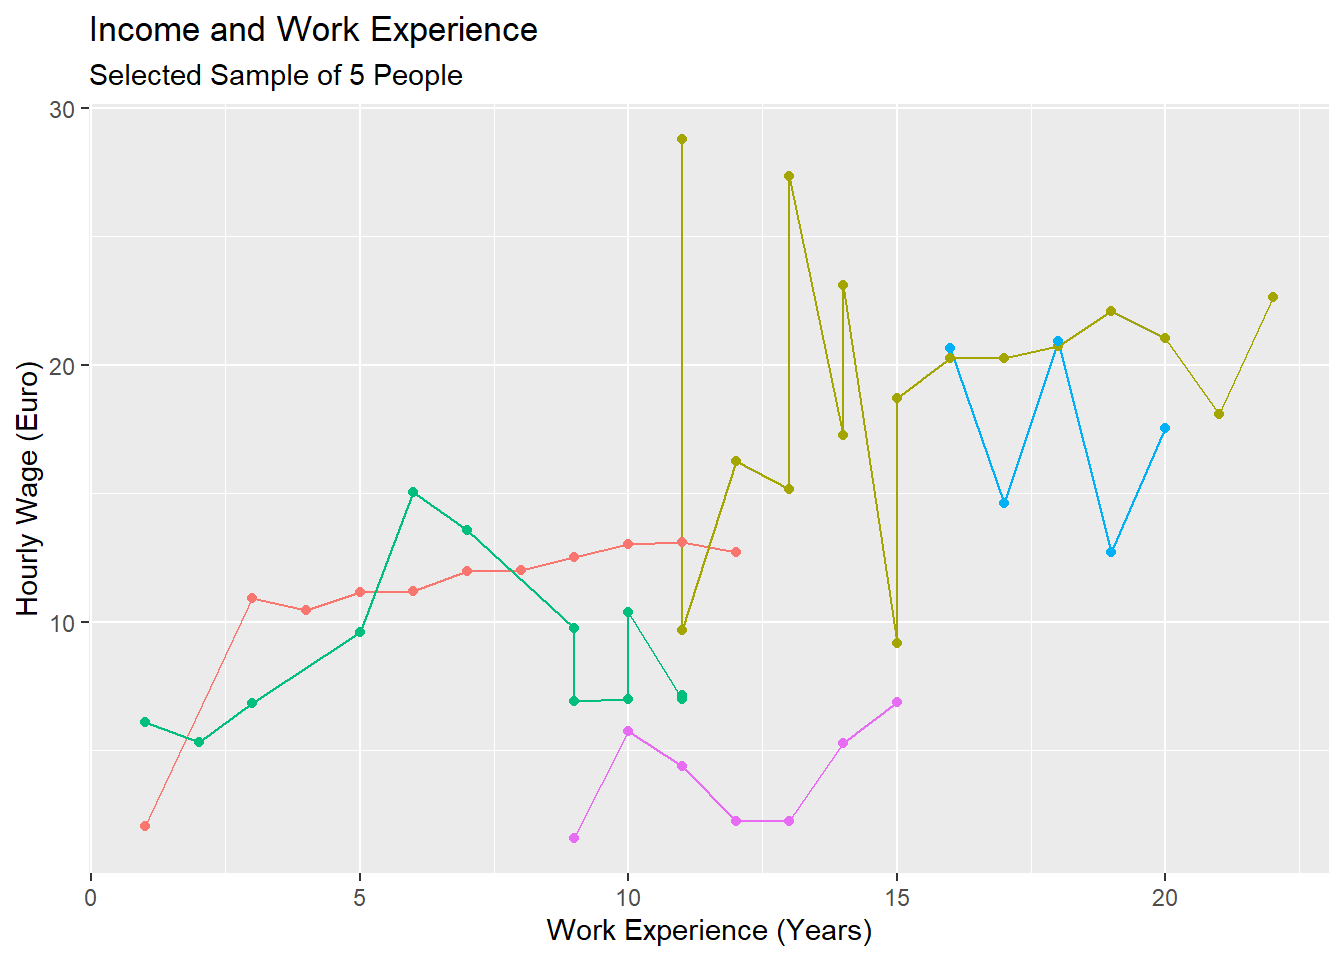 Income and Work Experience
Selected Sample of 5 People
30
20
10
Hourly Wage (Euro)
0 5 10 15 20
Work Experience (Years)